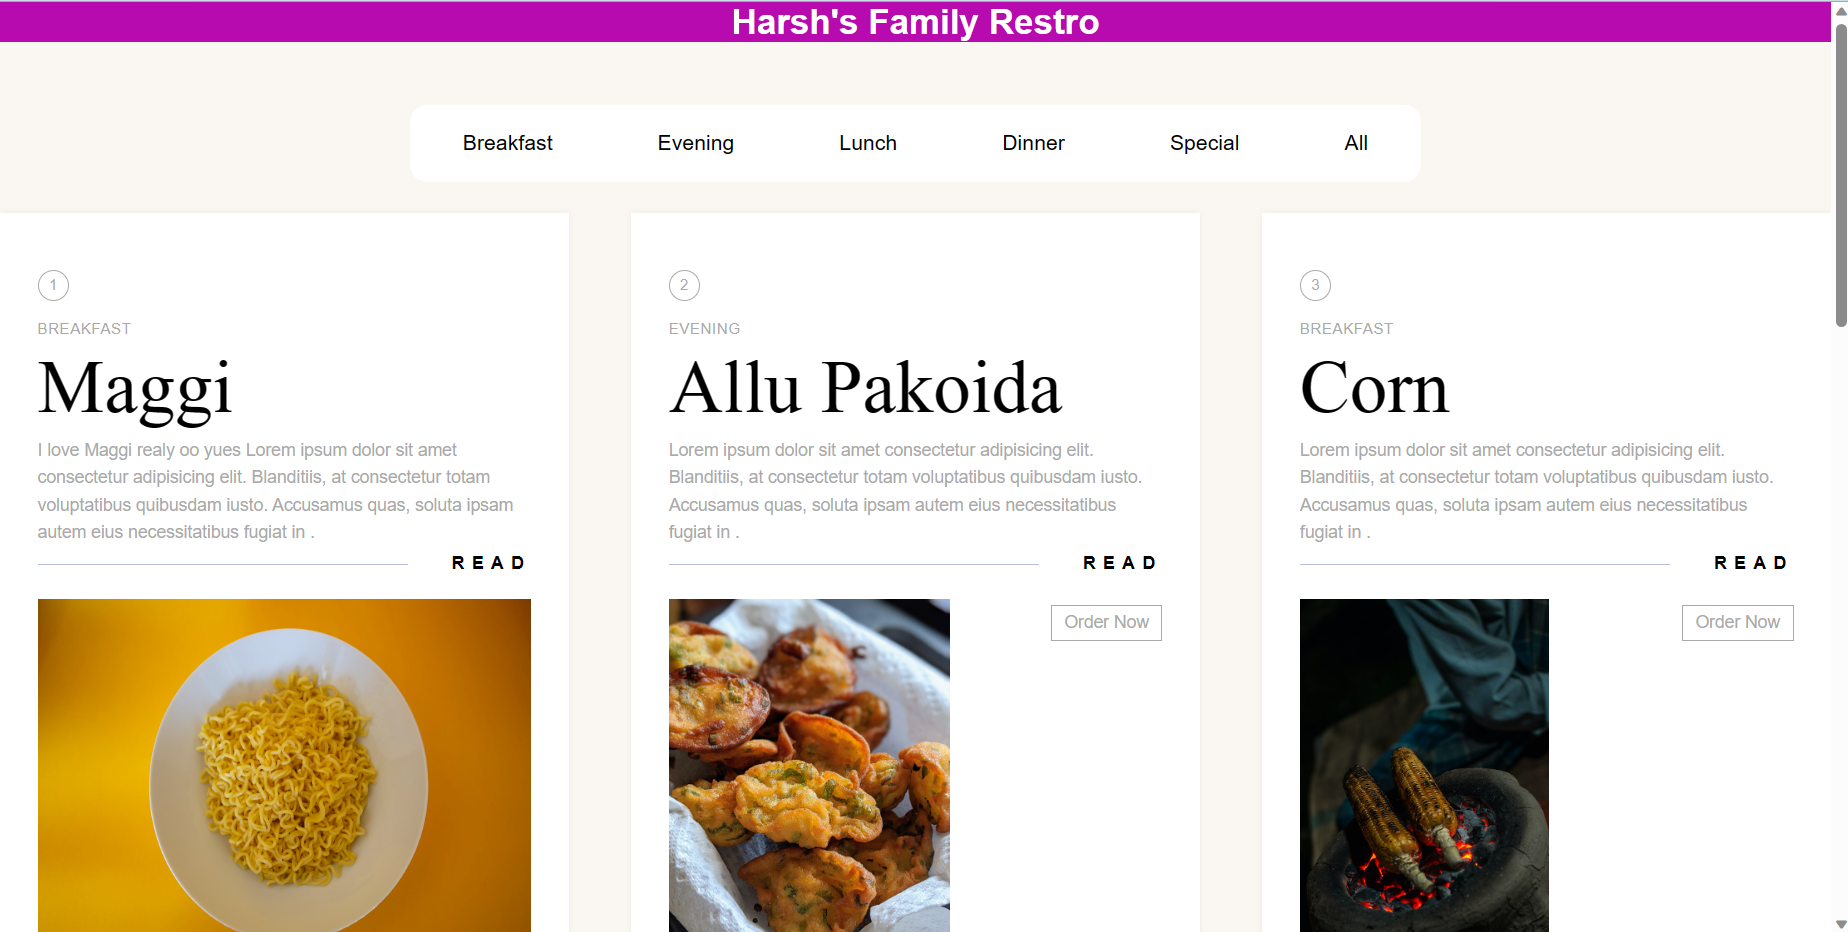 Harsh's Family Restro
Breakfast Evening Lunch Dinner Special All
1
BREAKFAST
Maggi
I love Maggi realy oo yues Lorem ipsum dolor sit amet
consectetur adipisicing elit. Blanditiis, at consectetur totam
voluptatibus quibusdam iusto. Accusamus quas, soluta ipsam
autem eius necessitatibus fugiat in .
READ
2
EVENING
Allu Pakoida
Lorem ipsum dolor sit amet consectetur adipisicing elit.
Blanditiis, at consectetur totam voluptatibus quibusdam iusto.
Accusamus quas, soluta ipsam autem eius necessitatibus
fugiat in .
READ
Order Now
3
BREAKFAST
Corn
Lorem ipsum dolor sit amet consectetur adipisicing elit.
Blanditiis, at consectetur totam voluptatibus quibusdam iusto.
Accusamus quas, soluta ipsam autem eius necessitatibus
fugiat in .
READ
Order Now